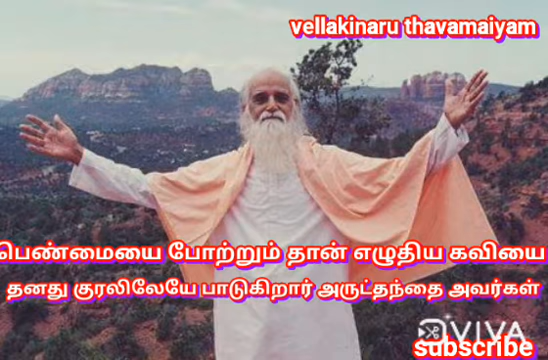 vellakinaru thavamaiyam
பெண்மையை போற்றும் தான் எழுதிய கவியை
தனது குரலிலேயே பாடுகிறார் அருட்தந்தை அவர்கள்
VIVA
subscribe